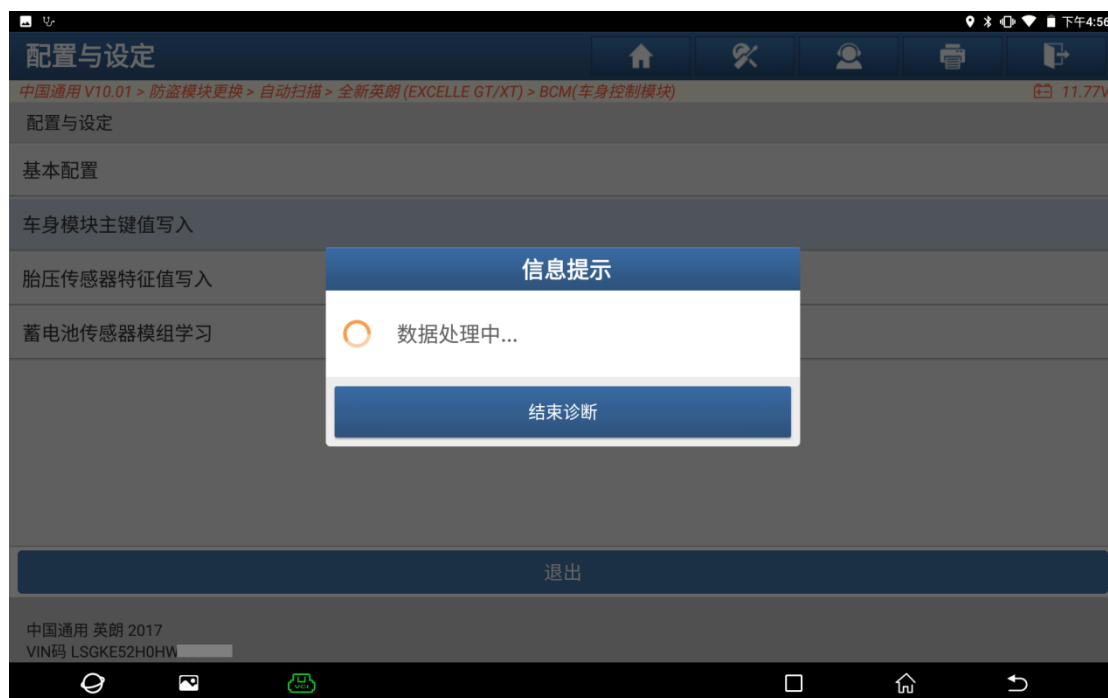 下午4:56
配置与设定
中国通用 V10.01 > 防盗模块更换 > 自动扫描 > 全新英朗 (EXCELLE GT/XT) > BCM(车身控制模块)
11.77V
配置与设定
基本配置
车身模块主键值写入
胎压传感器特征值写入
蓄电池传感器模组学习
信息提示
数据处理中...
结束诊断
退出
中国通用 英朗 2017
VIN码 LSGKE52H0HW
VCI